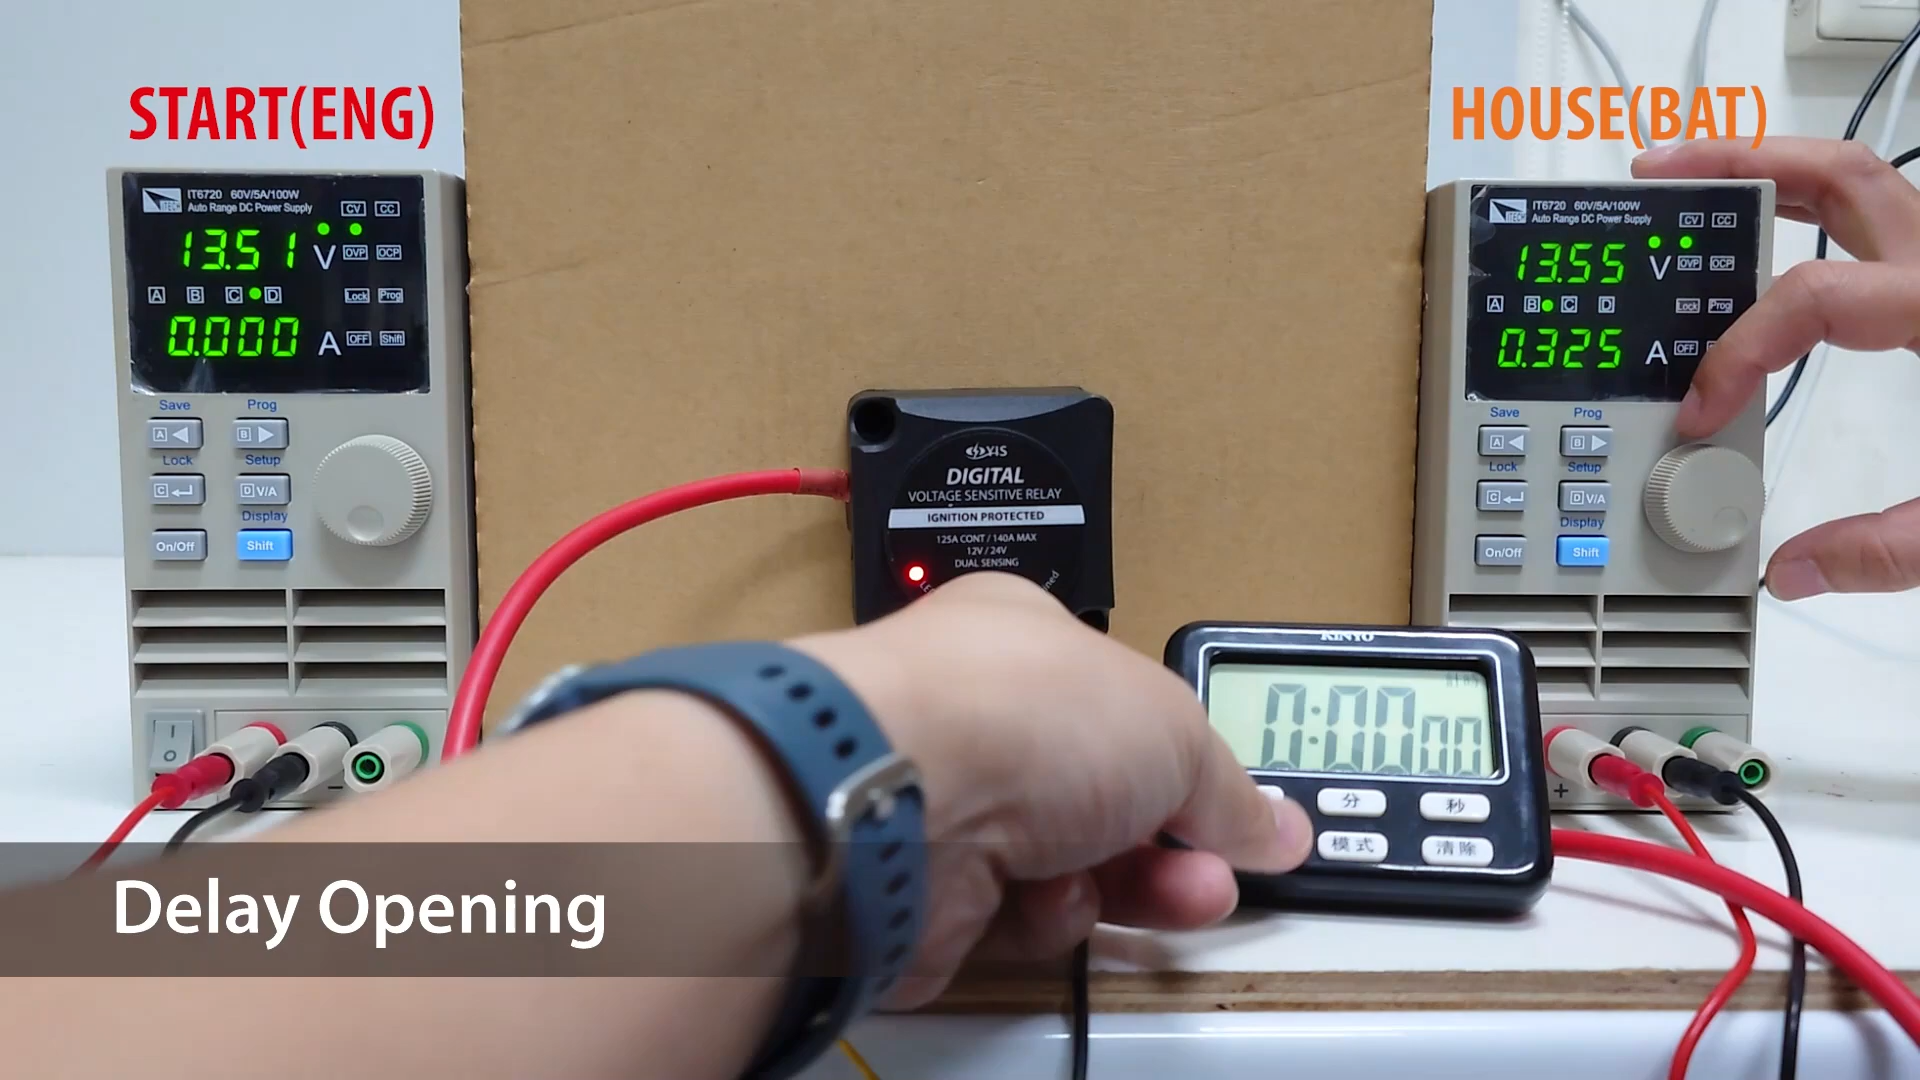 START(ENG)
HOUSE(BAT)
ITECH
IT6720 60V/5A/100W
Auto Range DC Power Supply
CV CC
13.51 V
OVP OCP
A B C D
Lock Prog
0.000 A
OFF Shift
Save Prog
A B
Lock Setup
C D V/A
Display
On/Off Shift
I
O
−
YIS
DIGITAL
VOLTAGE SENSITIVE RELAY
IGNITION PROTECTED
125A CONT / 140A MAX
12V / 24V
DUAL SENSING
KINYO
0:00 00
分 秒
模式 清除
ITECH
IT6720 60V/5A/100W
Auto Range DC Power Supply
CV CC
13.55 V
OVP OCP
A B C D
Lock Prog
0.325 A
OFF
Save Prog
A B
Lock Setup
C D V/A
Display
On/Off Shift
+
Delay Opening